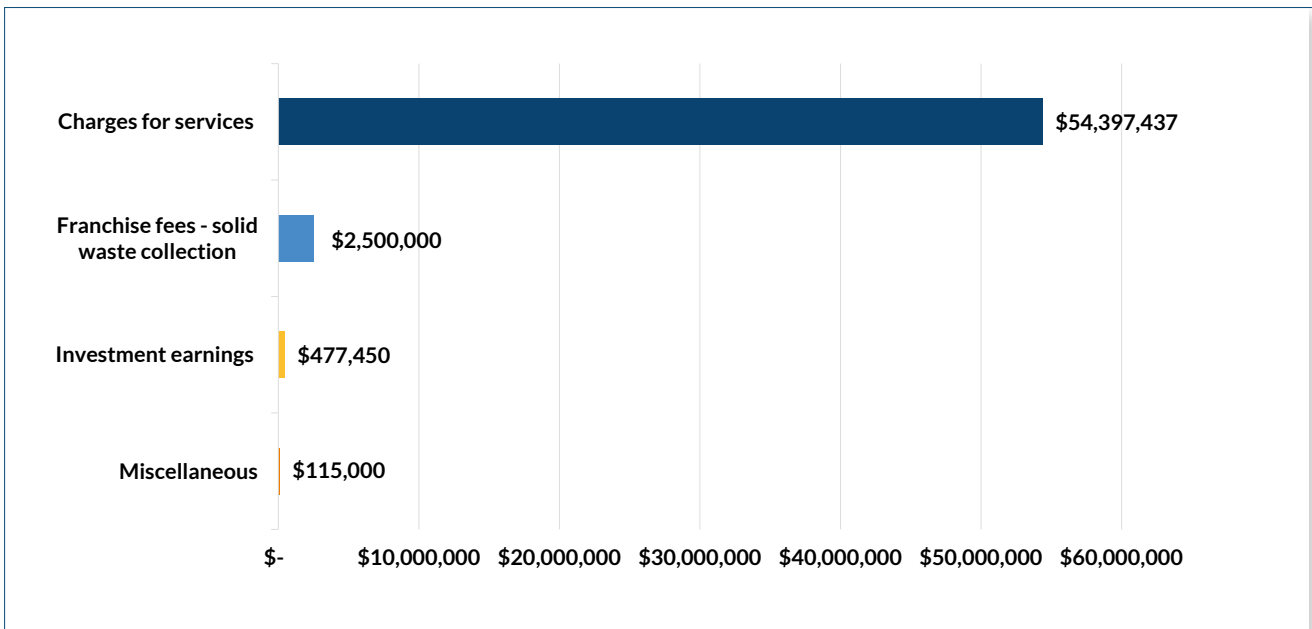 Charges for services
$54,397,437
Franchise fees - solid
waste collection
$2,500,000
Investment earnings
$477,450
Miscellaneous
$115,000
$-
$10,000,000
$20,000,000
$30,000,000
$40,000,000
$50,000,000
$60,000,000